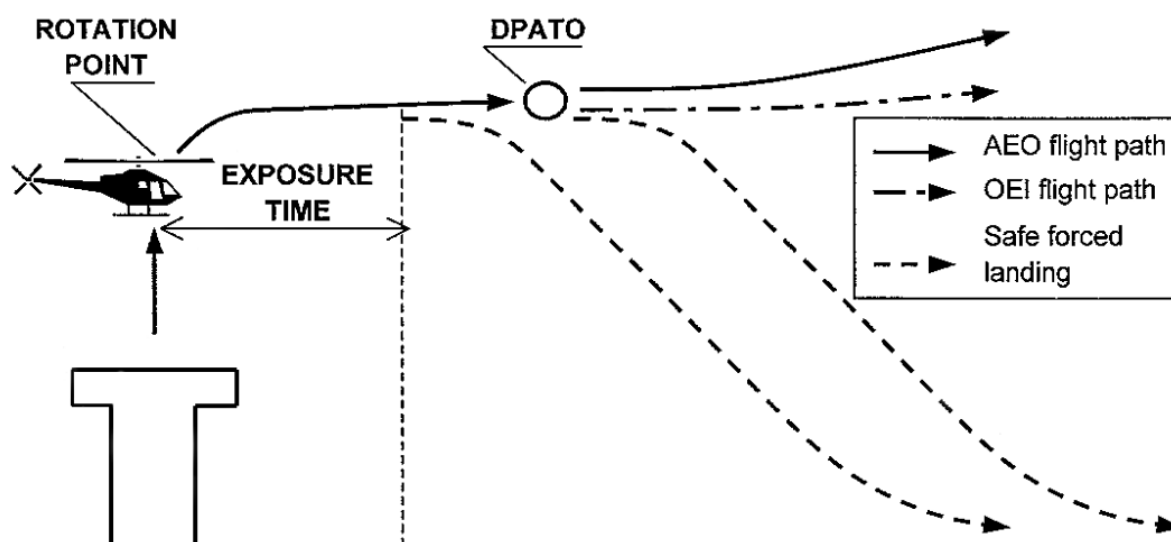 ROTATION
POINT
DPATO
EXPOSURE
TIME
AEO flight path
OEI flight path
Safe forced
landing